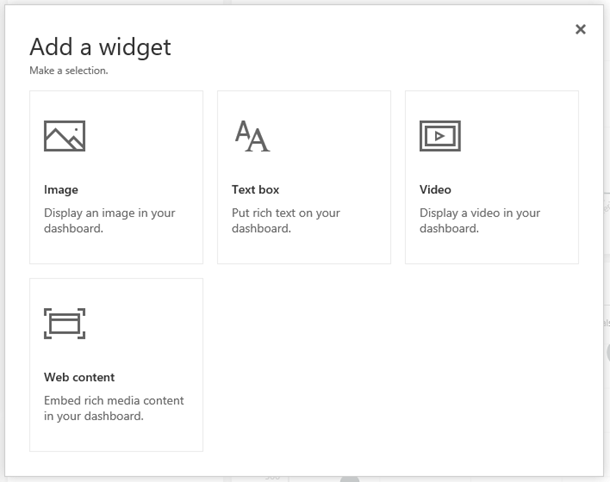 Add a widget
Make a selection.
Image
Display an image in your
dashboard.
Text box
Put rich text on your
dashboard.
Video
Display a video in your
dashboard.
Web content
Embed rich media content
in your dashboard.